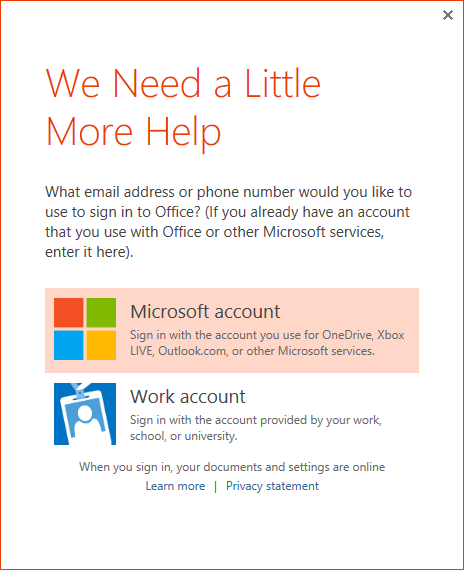 We Need a Little
More Help
What email address or phone number would you like to
use to sign in to Office? (If you already have an account
that you use with Office or other Microsoft services,
enter it here).
Microsoft account
Sign in with the account you use for OneDrive, Xbox
LIVE, Outlook.com, or other Microsoft services.
Work account
Sign in with the account provided by your work,
school, or university.
When you sign in, your documents and settings are online
Learn more | Privacy statement